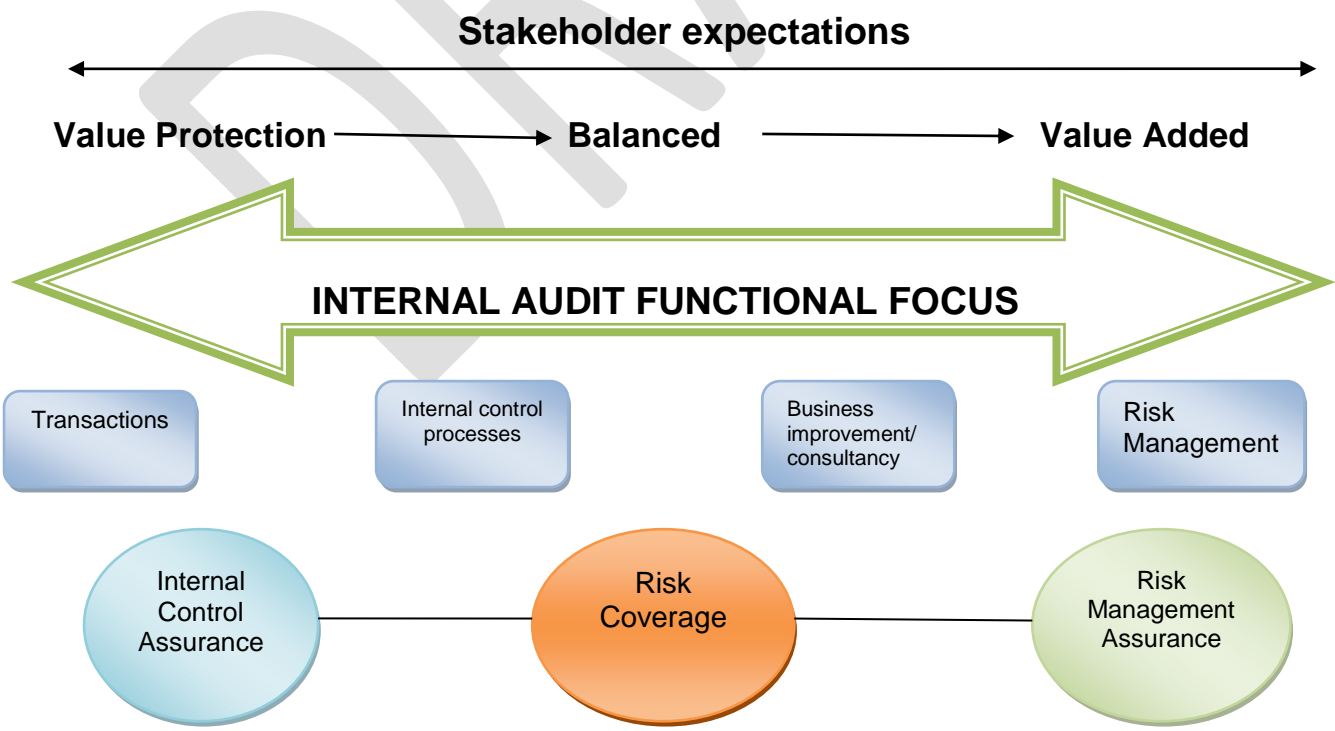 Stakeholder expectations
Value Protection
Balanced
Value Added
INTERNAL AUDIT FUNCTIONAL FOCUS
Transactions
Internal control
processes
Business
improvement/
consultancy
Risk
Management
Internal
Control
Assurance
Risk
Coverage
Risk
Management
Assurance